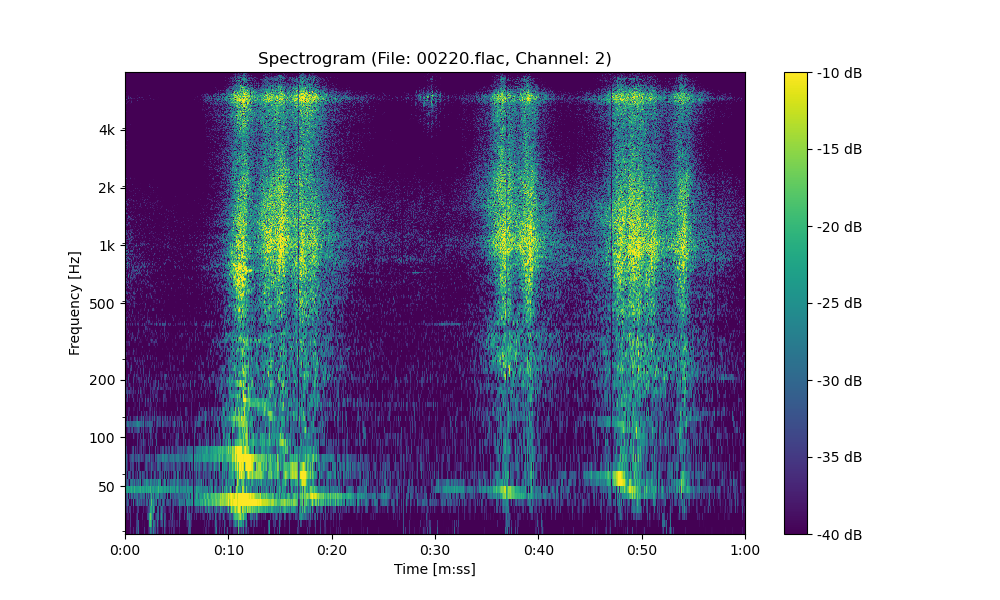 Spectrogram (File: 00220.flac, Channel: 2)
Frequency [Hz]
4k
2k
1k
500
200
100
50
0:00 0:10 0:20 0:30 0:40 0:50 1:00
Time [m:ss]
-10 dB
-15 dB
-20 dB
-25 dB
-30 dB
-35 dB
-40 dB